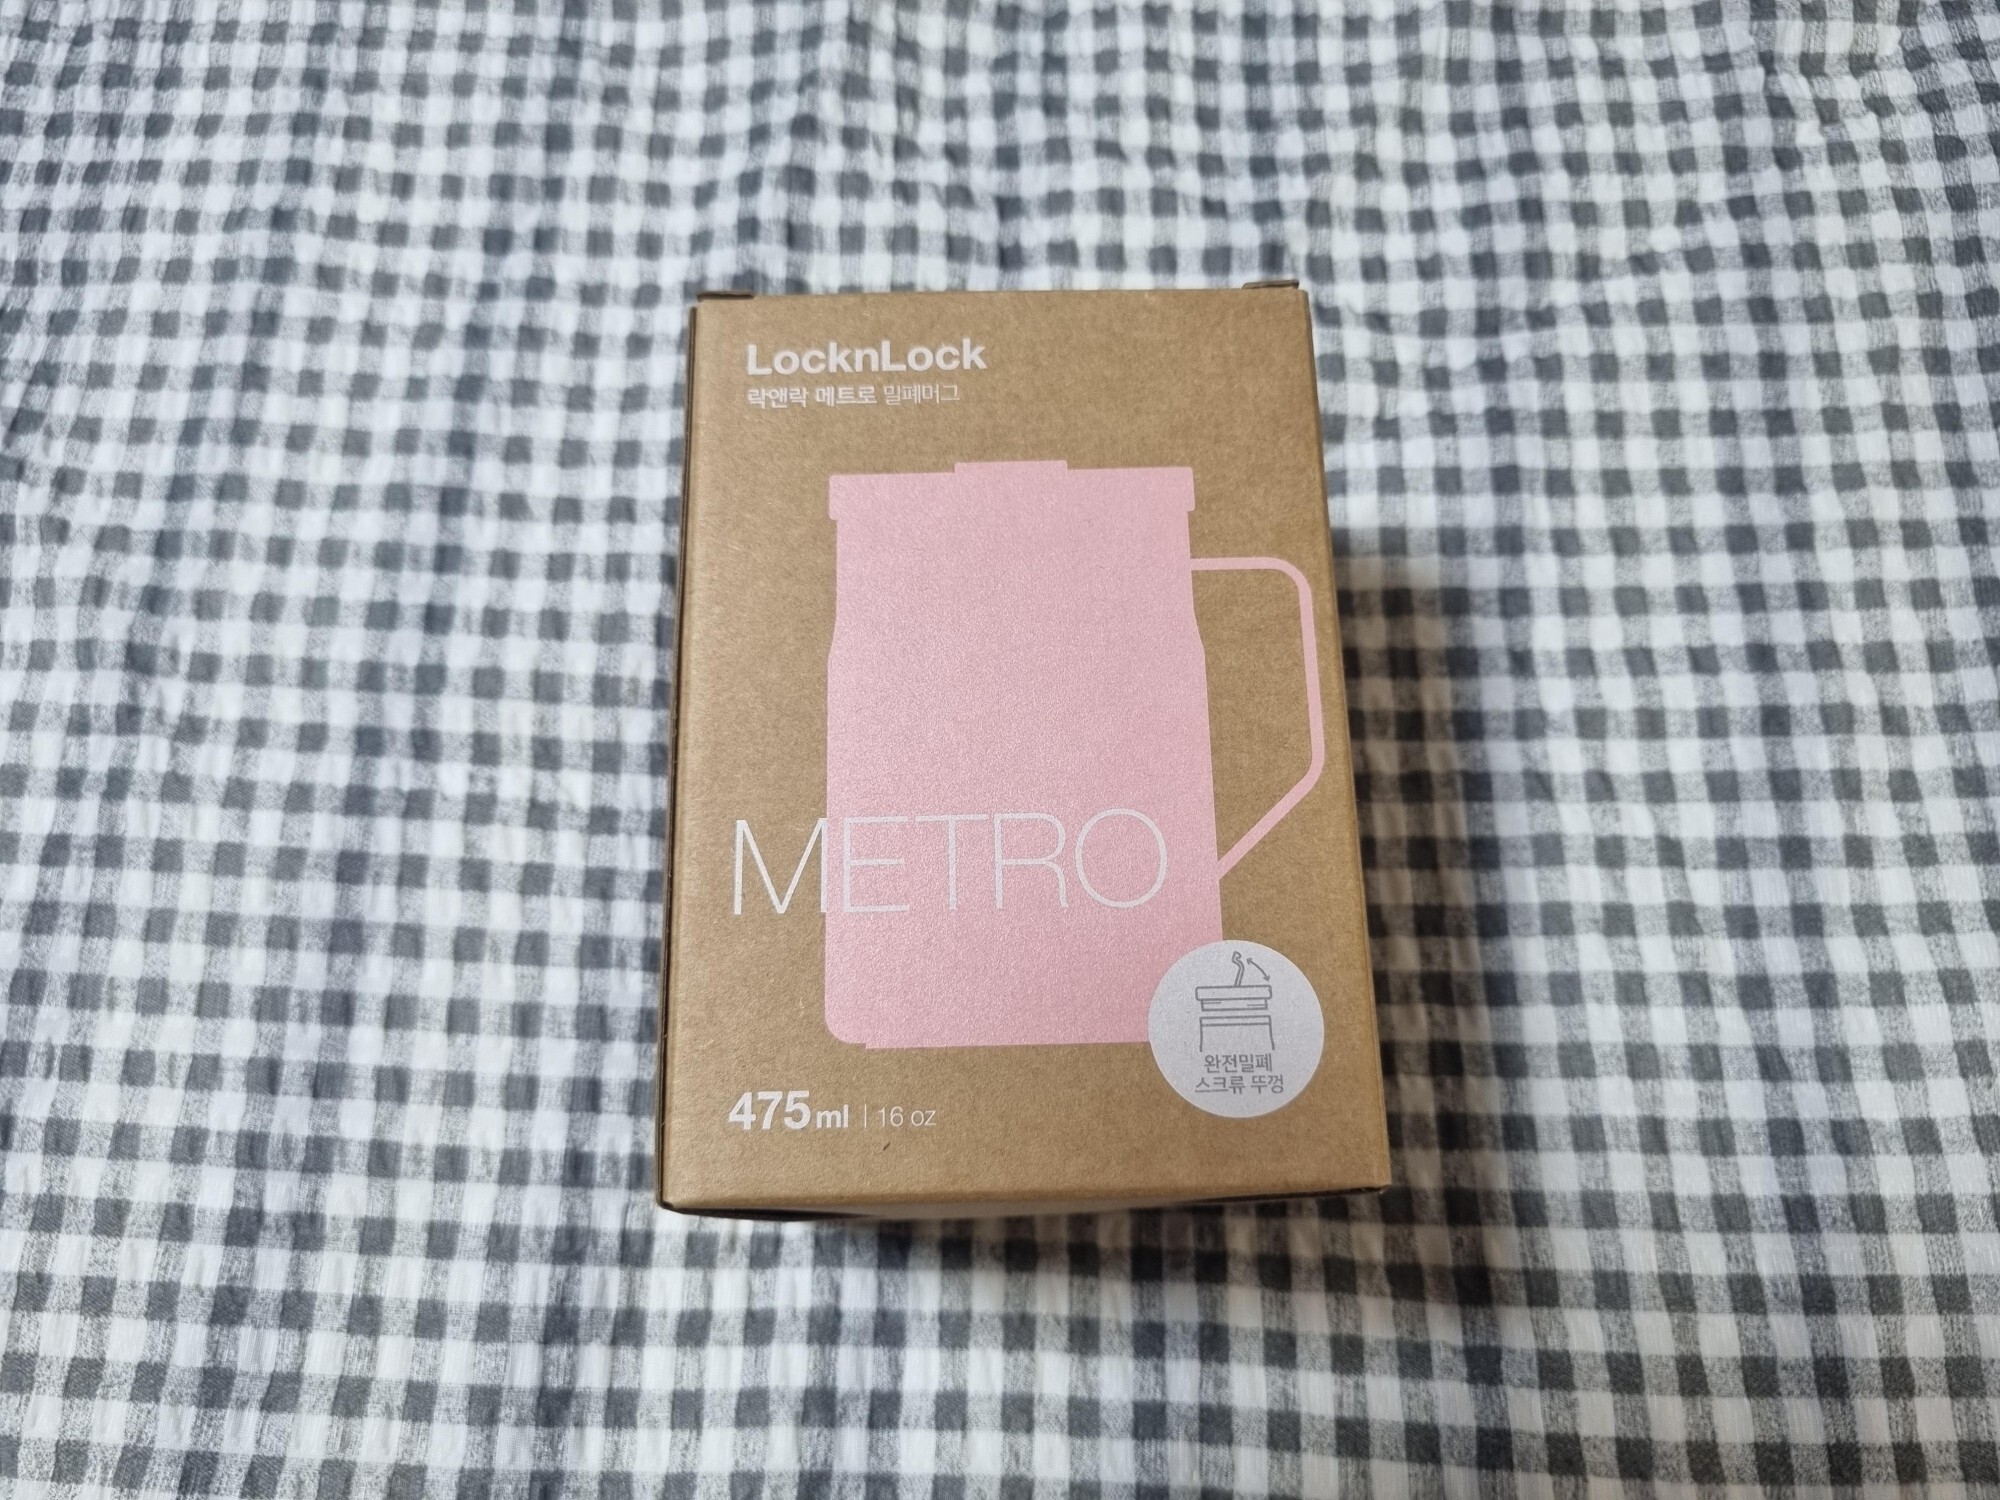 LocknLock
락앤락 메트로 밀폐머그
METRO
475ml | 16 oz
완전밀폐
스크류 뚜껑